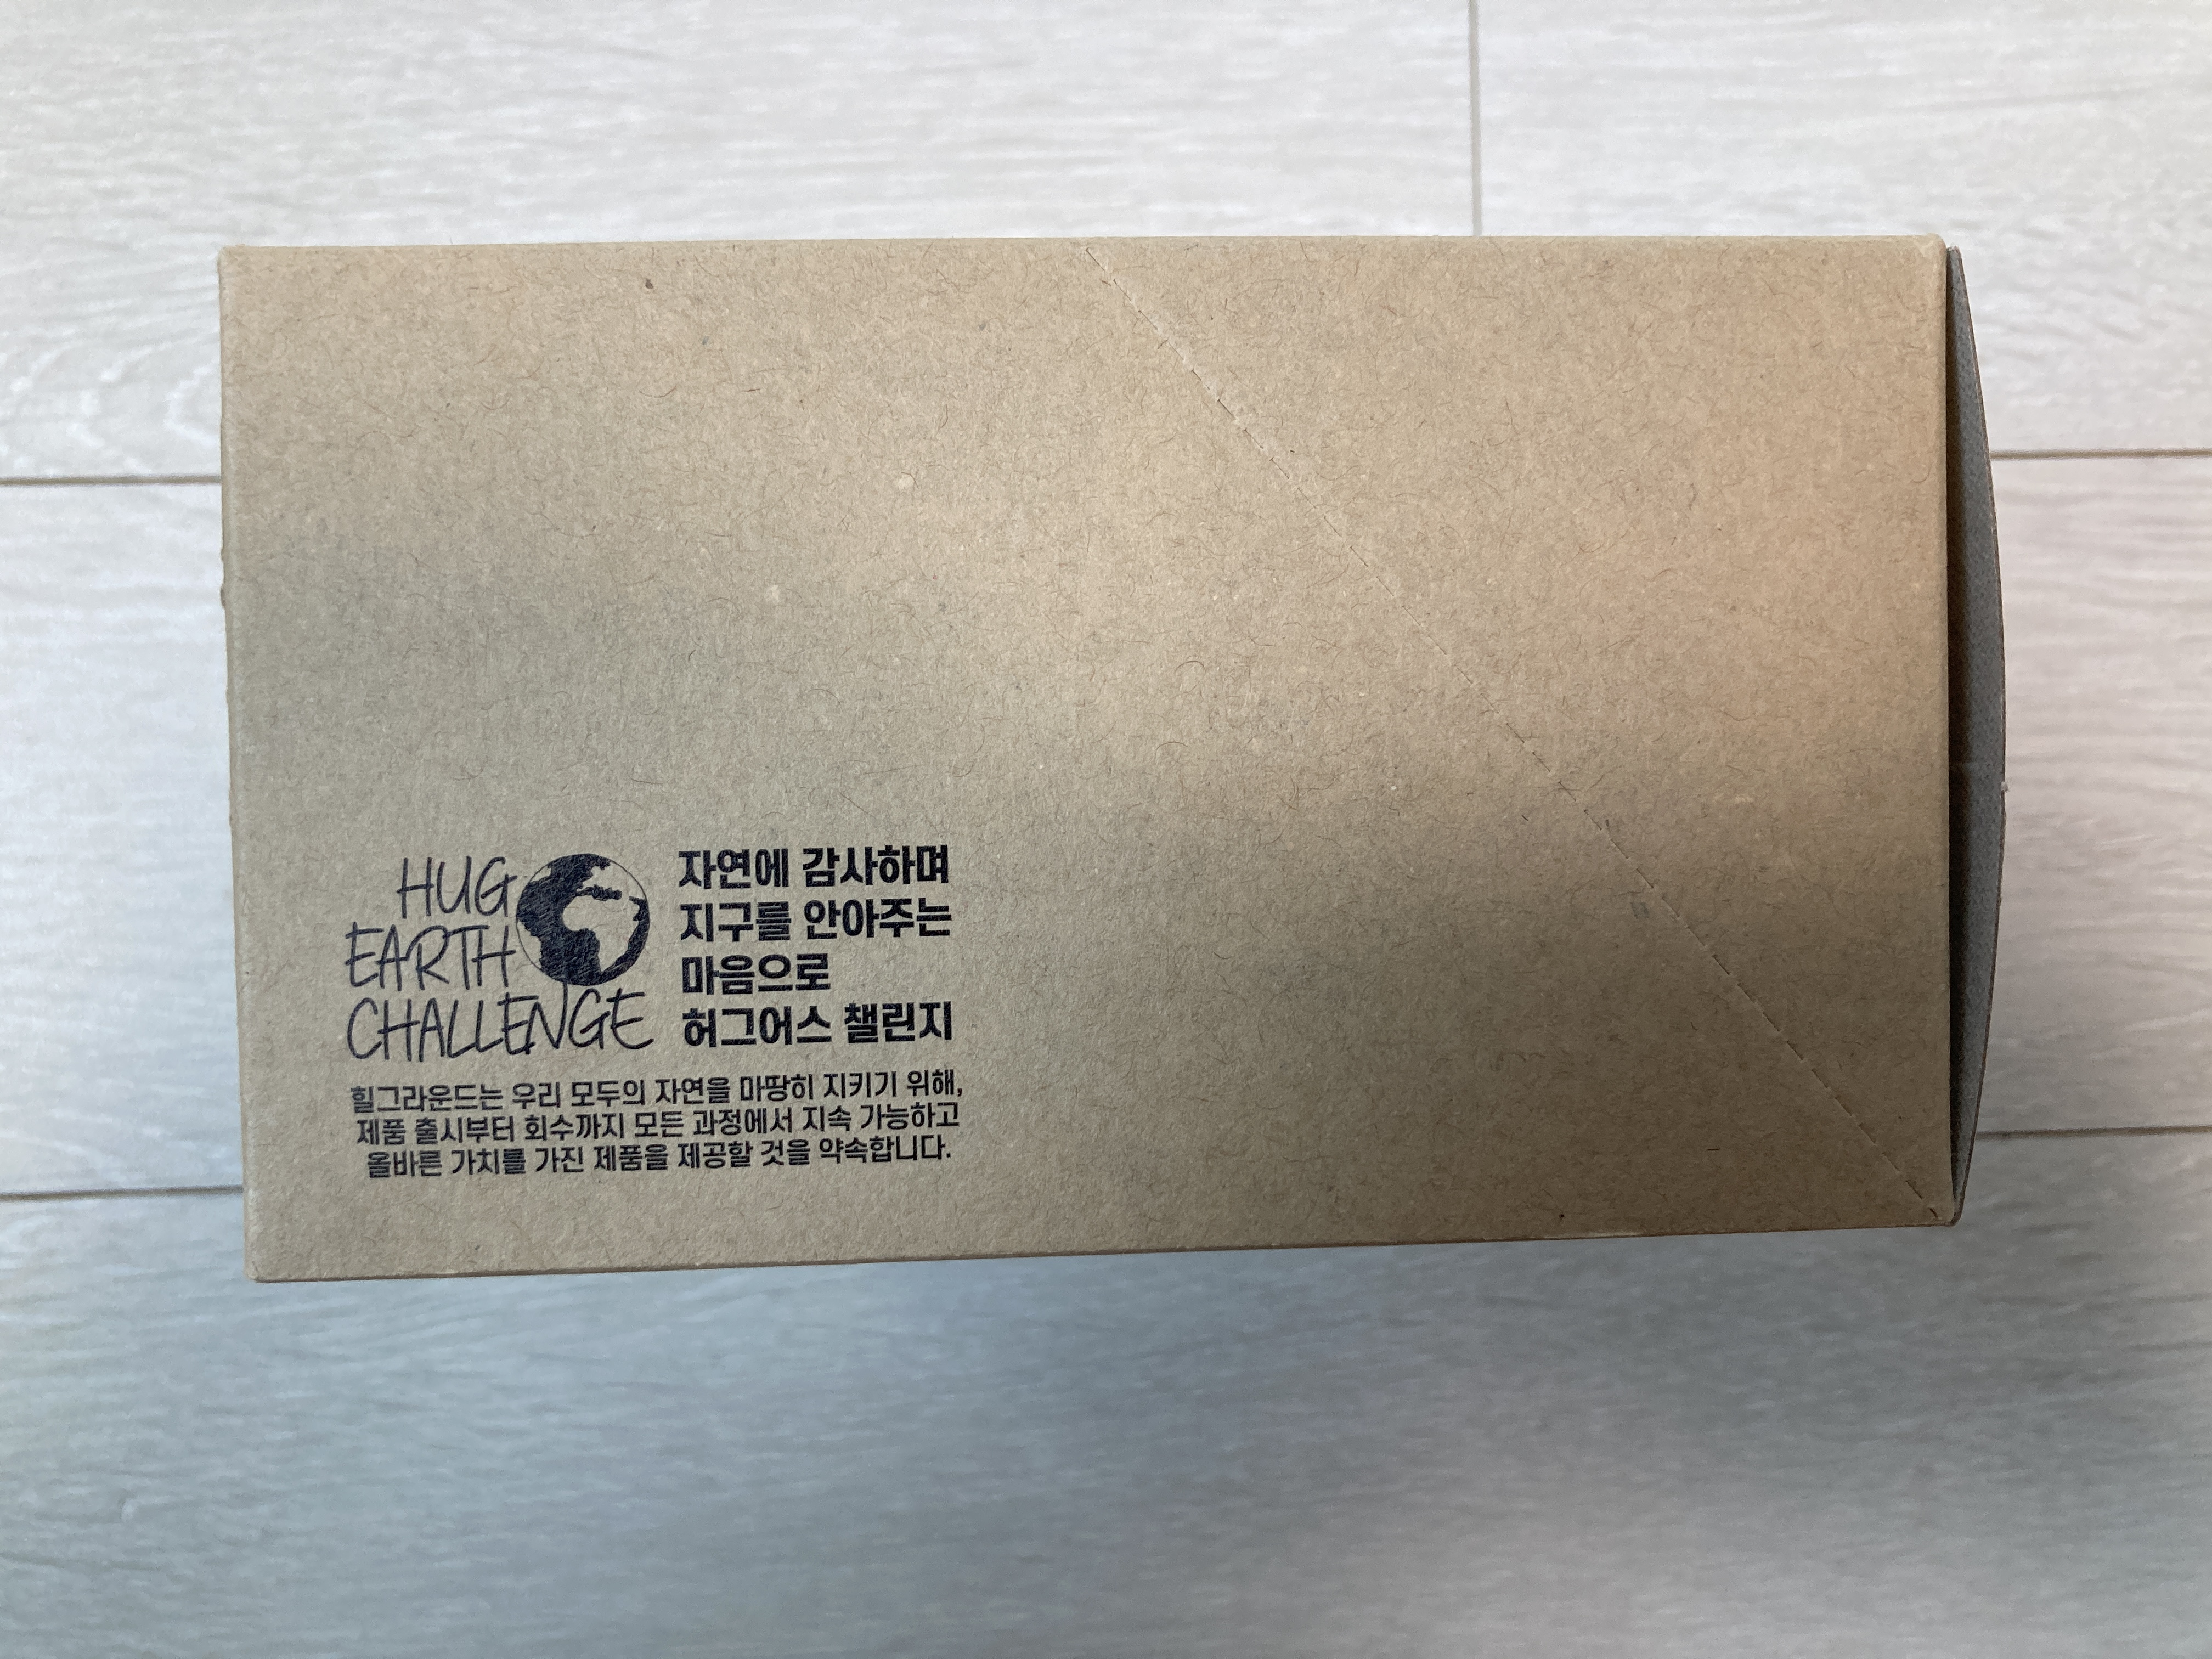 HUG
EARTH
CHALLENGE
자연에 감사하며
지구를 안아주는
마음으로
허그어스 챌린지
힐그라운드는 우리 모두의 자연을 마땅히 지키기 위해,
제품 출시부터 회수까지 모든 과정에서 지속 가능하고
올바른 가치를 가진 제품을 제공할 것을 약속합니다.